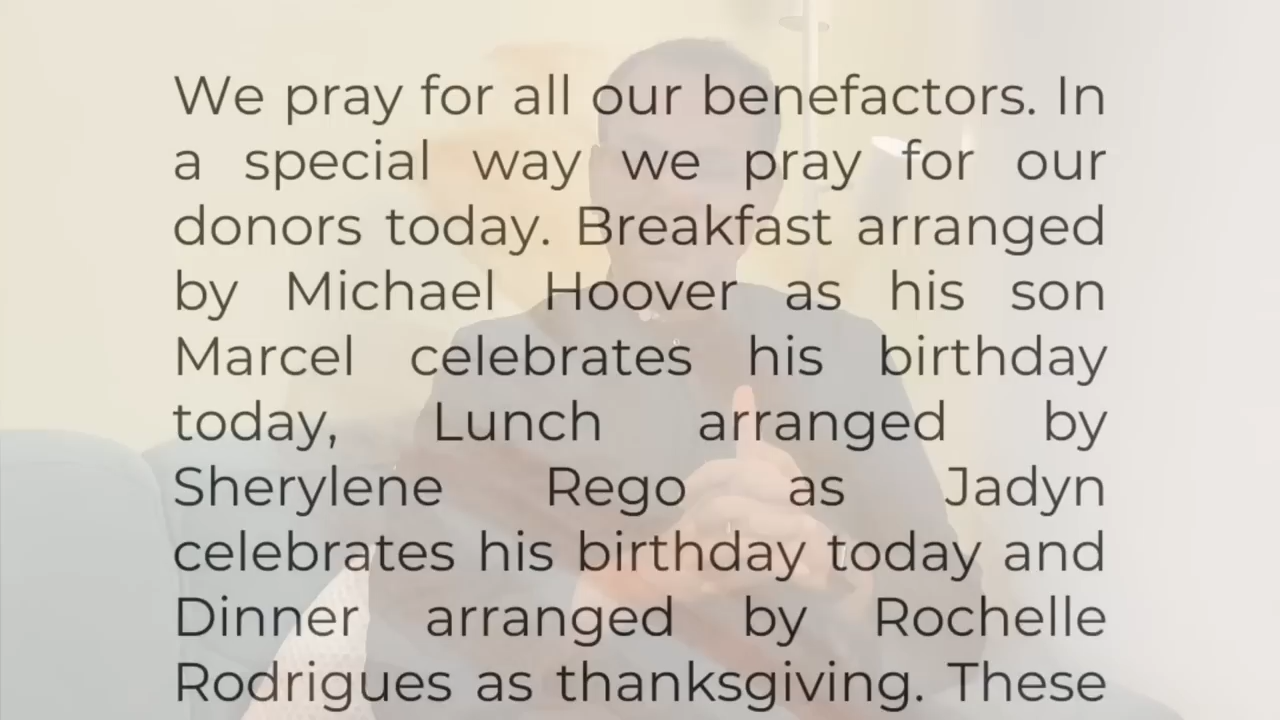 We pray for all our benefactors. In
a special way we pray for our
donors today. Breakfast arranged
by Michael Hoover as his son
Marcel celebrates his birthday
today, Lunch arranged by
Sherylene Rego as Jadyn
celebrates his birthday today and
Dinner arranged by Rochelle
Rodrigues as thanksgiving. These